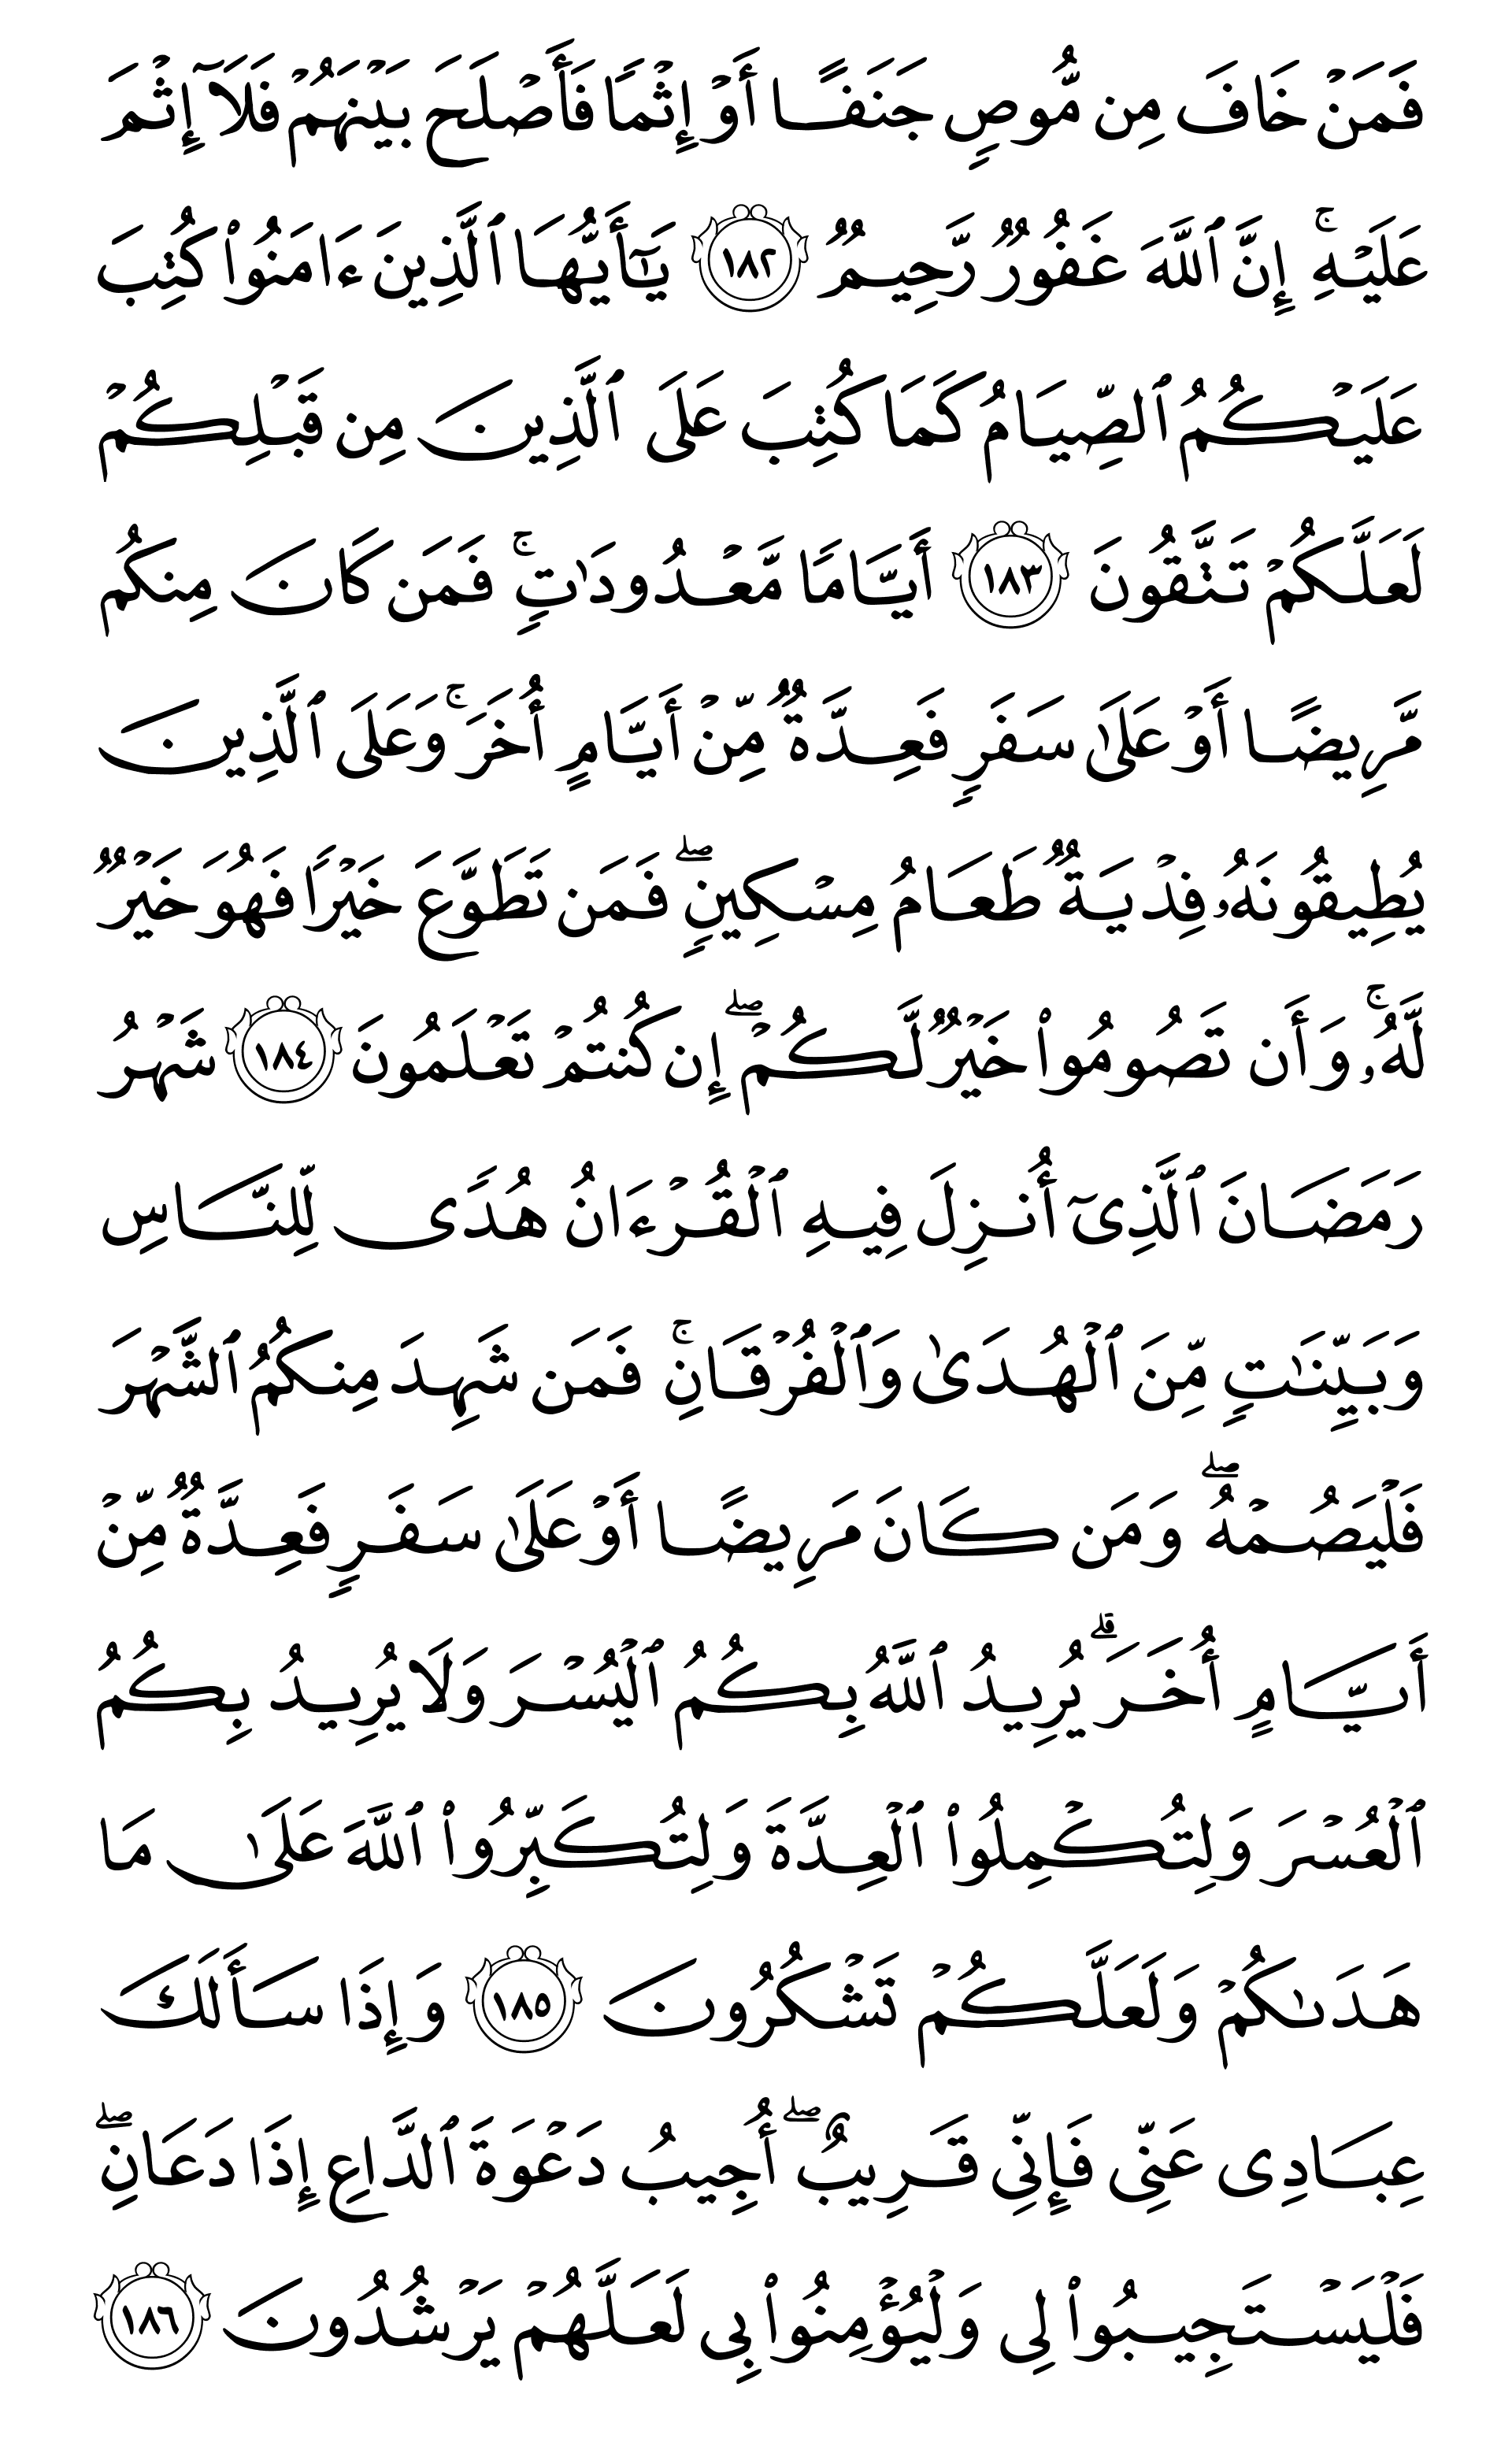 فَمَنْ خَافَ مِن مُّوصٍ جَنَفًا أَوْ إِثْمًا فَأَصْلَحَ بَيْنَهُمْ فَلَآ إِثْمَ
عَلَيْهِ ۚ إِنَّ ٱللَّهَ غَفُورٌ رَّحِيمٌ ١٨٢ يَـٰٓأَيُّهَا ٱلَّذِينَ ءَامَنُوا۟ كُتِبَ
عَلَيْكُمُ ٱلصِّيَامُ كَمَا كُتِبَ عَلَى ٱلَّذِينَ مِن قَبْلِكُمْ
لَعَلَّكُمْ تَتَّقُونَ ١٨٣ أَيَّامًا مَّعْدُودَٰتٍ ۚ فَمَن كَانَ مِنكُم
مَّرِيضًا أَوْ عَلَىٰ سَفَرٍ فَعِدَّةٌ مِّنْ أَيَّامٍ أُخَرَ ۚ وَعَلَى ٱلَّذِينَ
يُطِيقُونَهُۥ فِدْيَةٌ طَعَامُ مِسْكِينٍ ۖ فَمَن تَطَوَّعَ خَيْرًا فَهُوَ خَيْرٌ
لَّهُۥ ۚ وَأَن تَصُومُوا۟ خَيْرٌ لَّكُمْ ۖ إِن كُنتُمْ تَعْلَمُونَ ١٨٤ شَهْرُ
رَمَضَانَ ٱلَّذِىٓ أُنزِلَ فِيهِ ٱلْقُرْءَانُ هُدًى لِّلنَّاسِ
وَبَيِّنَـٰتٍ مِّنَ ٱلْهُدَىٰ وَٱلْفُرْقَانِ ۚ فَمَن شَهِدَ مِنكُمُ ٱلشَّهْرَ
فَلْيَصُمْهُ ۖ وَمَن كَانَ مَرِيضًا أَوْ عَلَىٰ سَفَرٍ فَعِدَّةٌ مِّنْ
أَيَّامٍ أُخَرَ ۗ يُرِيدُ ٱللَّهُ بِكُمُ ٱلْيُسْرَ وَلَا يُرِيدُ بِكُمُ
ٱلْعُسْرَ وَلِتُكْمِلُوا۟ ٱلْعِدَّةَ وَلِتُكَبِّرُوا۟ ٱللَّهَ عَلَىٰ مَا
هَدَىٰكُمْ وَلَعَلَّكُمْ تَشْكُرُونَ ١٨٥ وَإِذَا سَأَلَكَ
عِبَادِى عَنِّى فَإِنِّى قَرِيبٌ ۖ أُجِيبُ دَعْوَةَ ٱلدَّاعِ إِذَا دَعَانِ ۖ
فَلْيَسْتَجِيبُوا۟ لِى وَلْيُؤْمِنُوا۟ بِى لَعَلَّهُمْ يَرْشُدُونَ ١٨٦